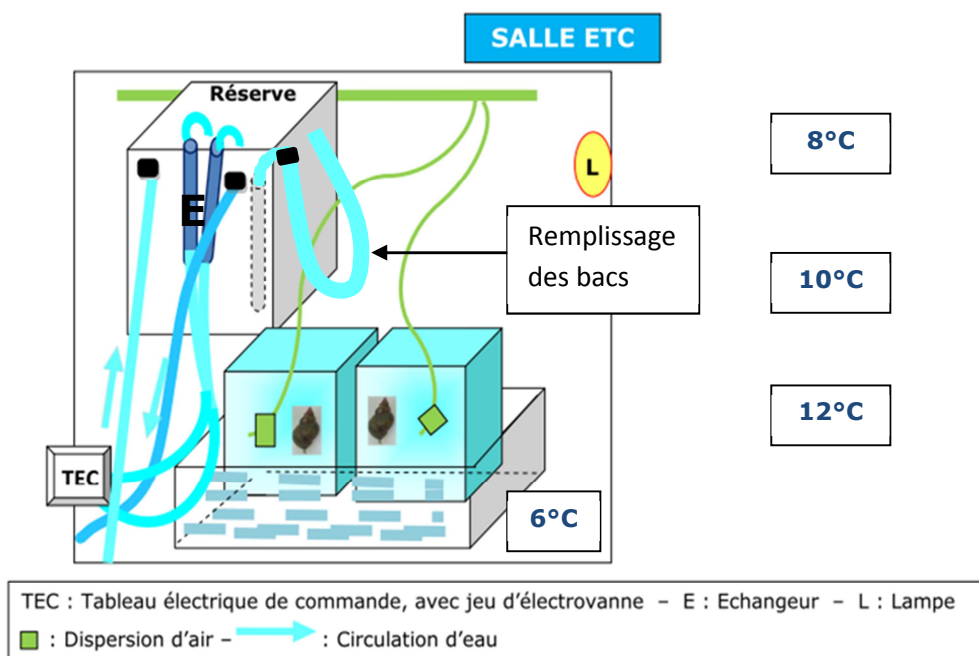 SALLE ETC
Réserve
8°C
L
E
Remplissage
des bacs
10°C
12°C
TEC
6°C
TEC : Tableau électrique de commande, avec jeu d’électrovanne – E : Echangeur – L : Lampe
: Dispersion d’air – : Circulation d’eau